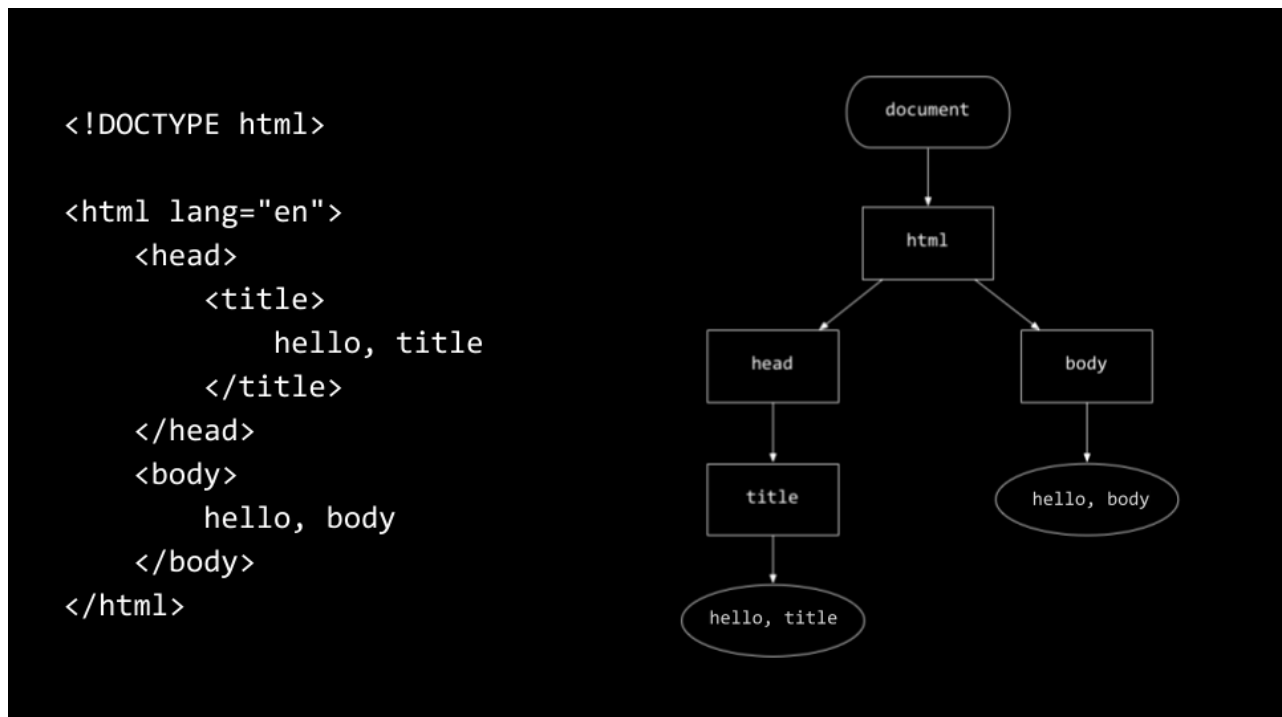 <!DOCTYPE html>
<html lang="en">
<head>
<title>
hello, title
</title>
</head>
<body>
hello, body
</body>
</html>
document
html
head
body
title
hello, body
hello, title